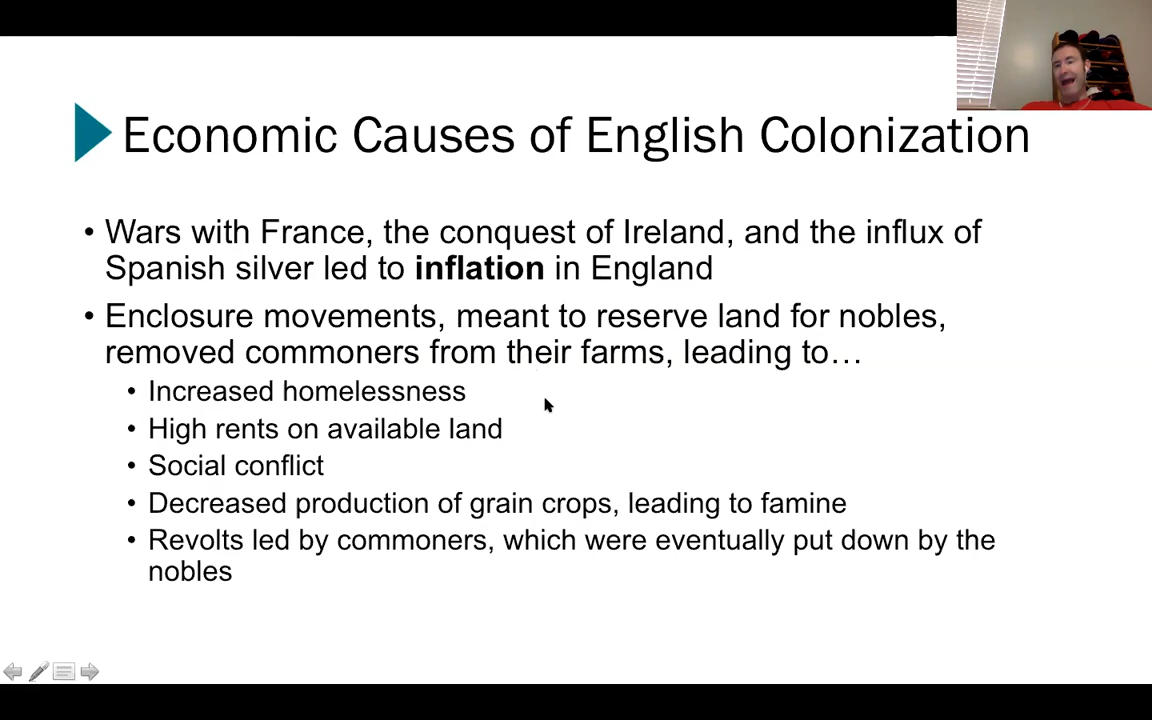 Economic Causes of English Colonization
• Wars with France, the conquest of Ireland, and the influx of
Spanish silver led to inflation in England
• Enclosure movements, meant to reserve land for nobles,
removed commoners from their farms, leading to…
• Increased homelessness
• High rents on available land
• Social conflict
• Decreased production of grain crops, leading to famine
• Revolts led by commoners, which were eventually put down by the
nobles